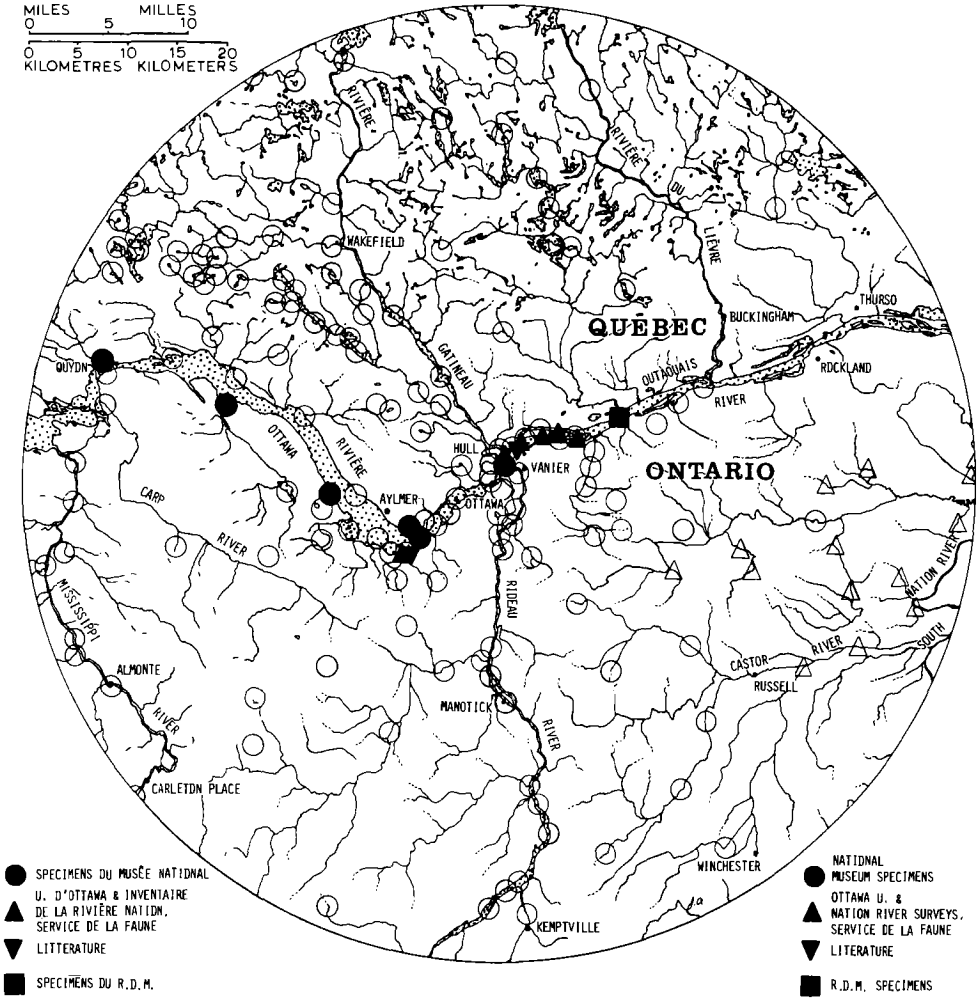 MILES MILLES
0 5 10
0 5 10 15 20
KILOMETRES KILOMETERS
RIVIÈRE
RIVIÈRE
DU
LIÈVRE
WAKEFIELD
THURSO
BUCKINGHAM
QUÉBEC
GATINEAU
QUYON
OUTAOUAIS
RIVER
ROCKLAND
OTTAWA
RIVIÈRE
HULL
VANIER
ONTARIO
AYLMER
OTTAWA
CARP
RIVER
NATION RIVER
MISSISSIPPI
RIDEAU
SOUTH
CASTOR
RIVER
RUSSELL
ALMONTE
RIVER
MANOTICK
RIVER
CARLETON PLACE
WINCHESTER
KEMPTVILLE
SPECIMENS DU MUSÉE NATIONAL
U. D'OTTAWA & INVENTAIRE
DE LA RIVIÈRE NATION,
SERVICE DE LA FAUNE
LITTERATURE
SPECIMENS DU R.D.M.
NATIONAL
MUSEUM SPECIMENS
OTTAWA U. &
NATION RIVER SURVEYS,
SERVICE DE LA FAUNE
LITERATURE
R.D.M. SPECIMENS